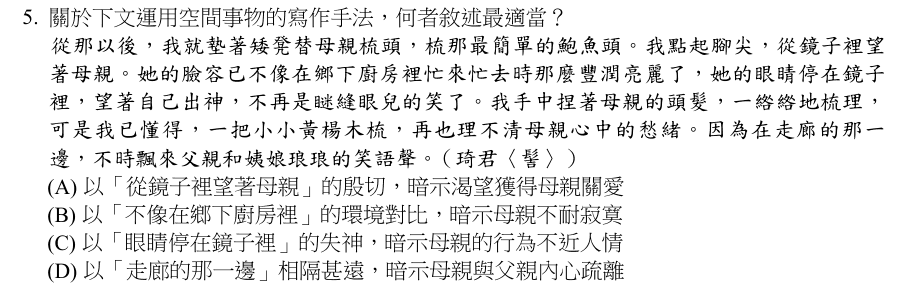 5. 關於下文運用空間事物的寫作手法，何者敘述最適當？
從那以後，我就墊著矮凳替母親梳頭，梳那最簡單的鮑魚頭。我點起腳尖，從鏡子裡望
著母親。她的臉容已不像在鄉下廚房裡忙來忙去時那麼豐潤亮麗了，她的眼睛停在鏡子
裡，望著自己出神，不再是瞇縫眼兒的笑了。我手中捏著母親的頭髮，一綹綹地梳理，
可是我已懂得，一把小小黃楊木梳，再也理不清母親心中的愁緒。因為在走廊的那一
邊，不時飄來父親和姨娘琅琅的笑語聲。（琦君〈髻〉）
(A) 以「從鏡子裡望著母親」的殷切，暗示渴望獲得母親關愛
(B) 以「不像在鄉下廚房裡」的環境對比，暗示母親不耐寂寞
(C) 以「眼睛停在鏡子裡」的失神，暗示母親的行為不近人情
(D) 以「走廊的那一邊」相隔甚遠，暗示母親與父親內心疏離